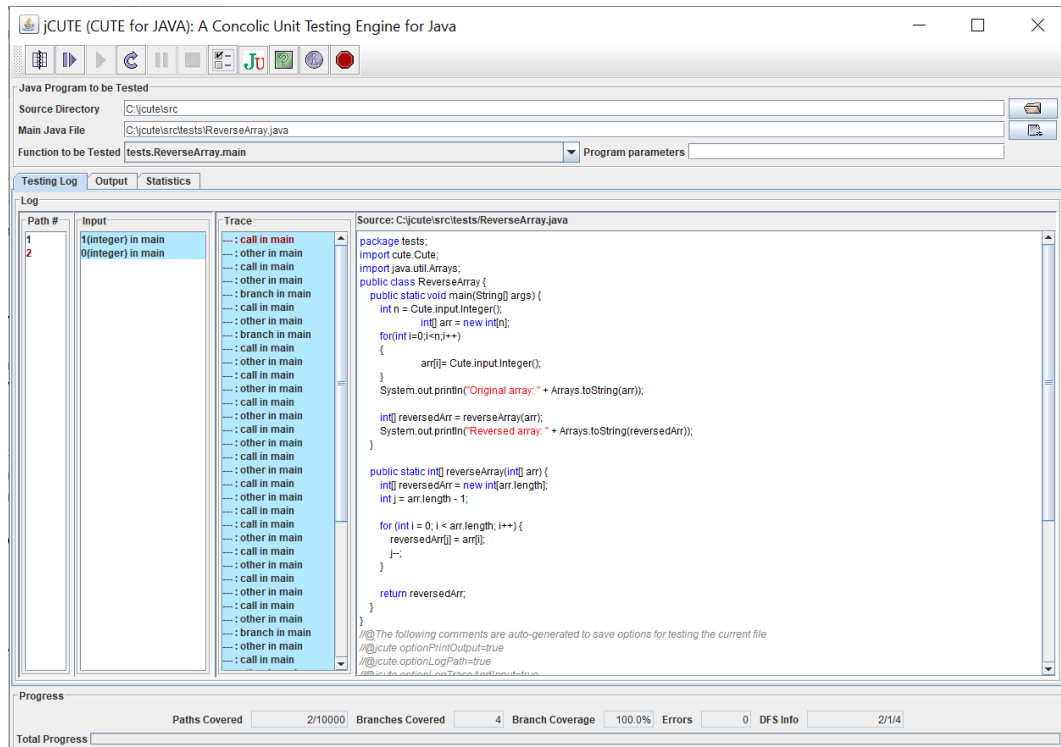 jCUTE (CUTE for JAVA): A Concolic Unit Testing Engine for Java
JU
?
Java Program to be Tested
Source Directory C:\jcute\src
Main Java File C:\jcute\src\tests\ReverseArray.java
Function to be Tested tests.ReverseArray.main Program parameters
Testing Log Output Statistics
Log
Path # Input Trace Source: C:\jcute\src\tests/ReverseArray.java
1
2
1(integer) in main
0(integer) in main
--- : call in main
--- : other in main
--- : call in main
--- : other in main
--- : branch in main
--- : call in main
--- : other in main
--- : branch in main
--- : call in main
--- : other in main
--- : call in main
--- : other in main
--- : call in main
--- : other in main
--- : call in main
--- : other in main
--- : call in main
--- : other in main
--- : call in main
--- : other in main
--- : call in main
--- : call in main
--- : other in main
--- : call in main
--- : other in main
--- : call in main
--- : other in main
--- : call in main
--- : other in main
--- : branch in main
--- : other in main
--- : call in main
package tests;
import cute.Cute;
import java.util.Arrays;
public class ReverseArray {
public static void main(String[] args) {
int n = Cute.input.Integer();
int[] arr = new int[n];
for(int i=0;i<n;i++)
{
arr[i]= Cute.input.Integer();
}
System.out.println("Original array: " + Arrays.toString(arr));
int[] reversedArr = reverseArray(arr);
System.out.println("Reversed array: " + Arrays.toString(reversedArr));
}
public static int[] reverseArray(int[] arr) {
int[] reversedArr = new int[arr.length];
int j = arr.length - 1;
for (int i = 0; i < arr.length; i++) {
reversedArr[j] = arr[i];
j--;
}
return reversedArr;
}
}
//@The following comments are auto-generated to save options for testing the current file
//@jcute.optionPrintOutput=true
//@jcute.optionLogPath=true
//@jcute.optionLogTraceAndInput=true
Progress
Paths Covered 2/10000 Branches Covered 4 Branch Coverage 100.0% Errors 0 DFS Info 2/1/4
Total Progress